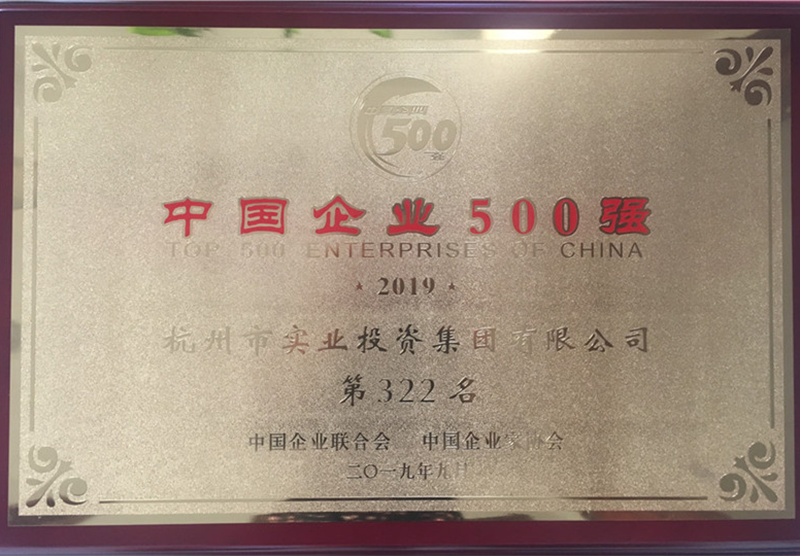 500
中国企业500强
TOP 500 ENTERPRISES OF CHINA
2019
杭州市实业投资集团有限公司
第322名
中国企业联合会 中国企业家协会
二〇一九年九月